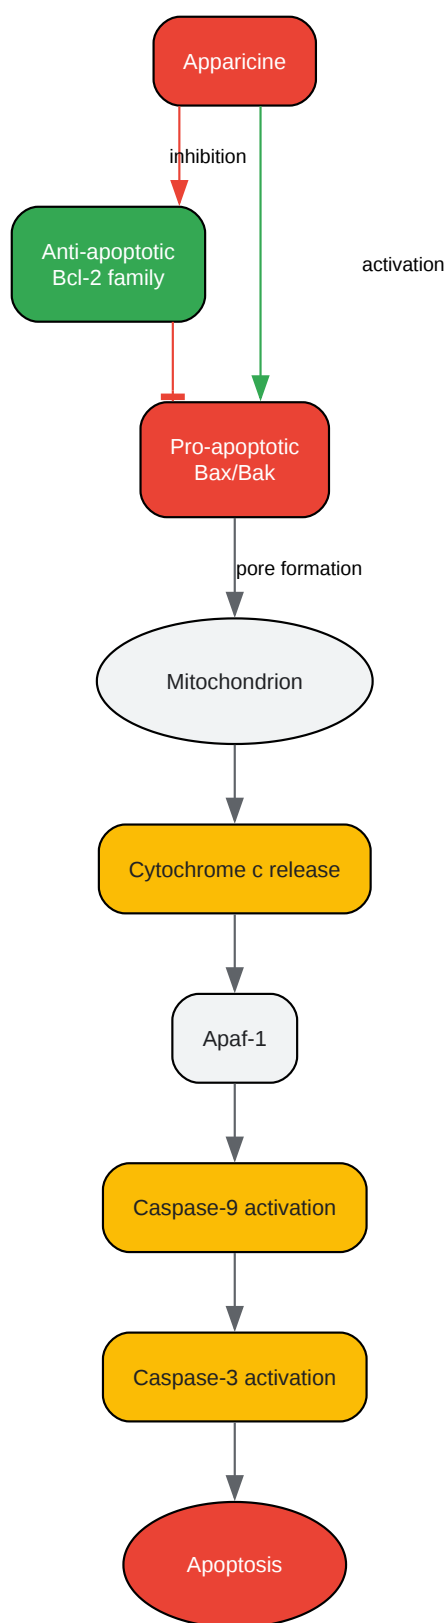 Apparicine
inhibition
Anti-apoptotic
Bcl-2 family
activation
Pro-apoptotic
Bax/Bak
pore formation
Mitochondrion
Cytochrome c release
Apaf-1
Caspase-9 activation
Caspase-3 activation
Apoptosis